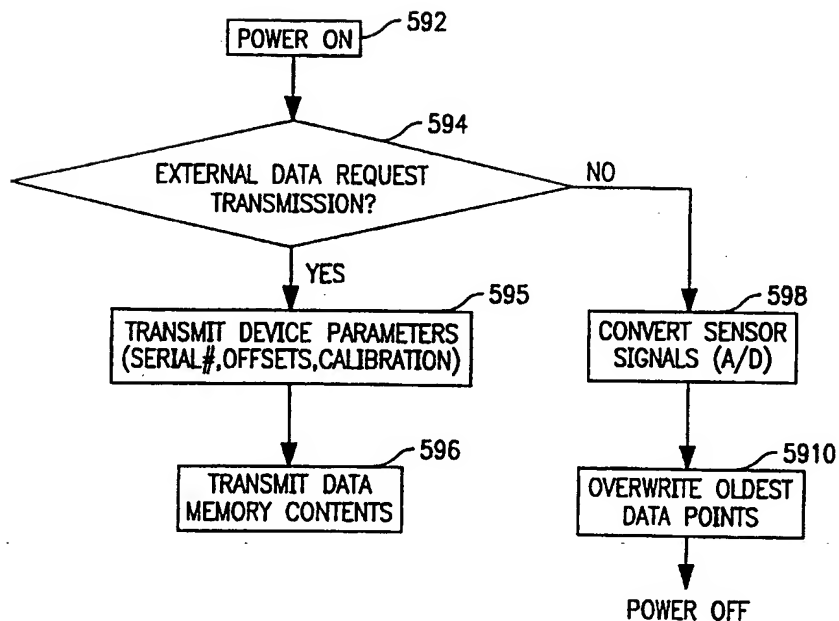 POWER ON
592
594
EXTERNAL DATA REQUEST
TRANSMISSION?
NO
YES
595
TRANSMIT DEVICE PARAMETERS
(SERIAL#,OFFSETS,CALIBRATION)
598
CONVERT SENSOR
SIGNALS (A/D)
596
TRANSMIT DATA
MEMORY CONTENTS
5910
OVERWRITE OLDEST
DATA POINTS
POWER OFF